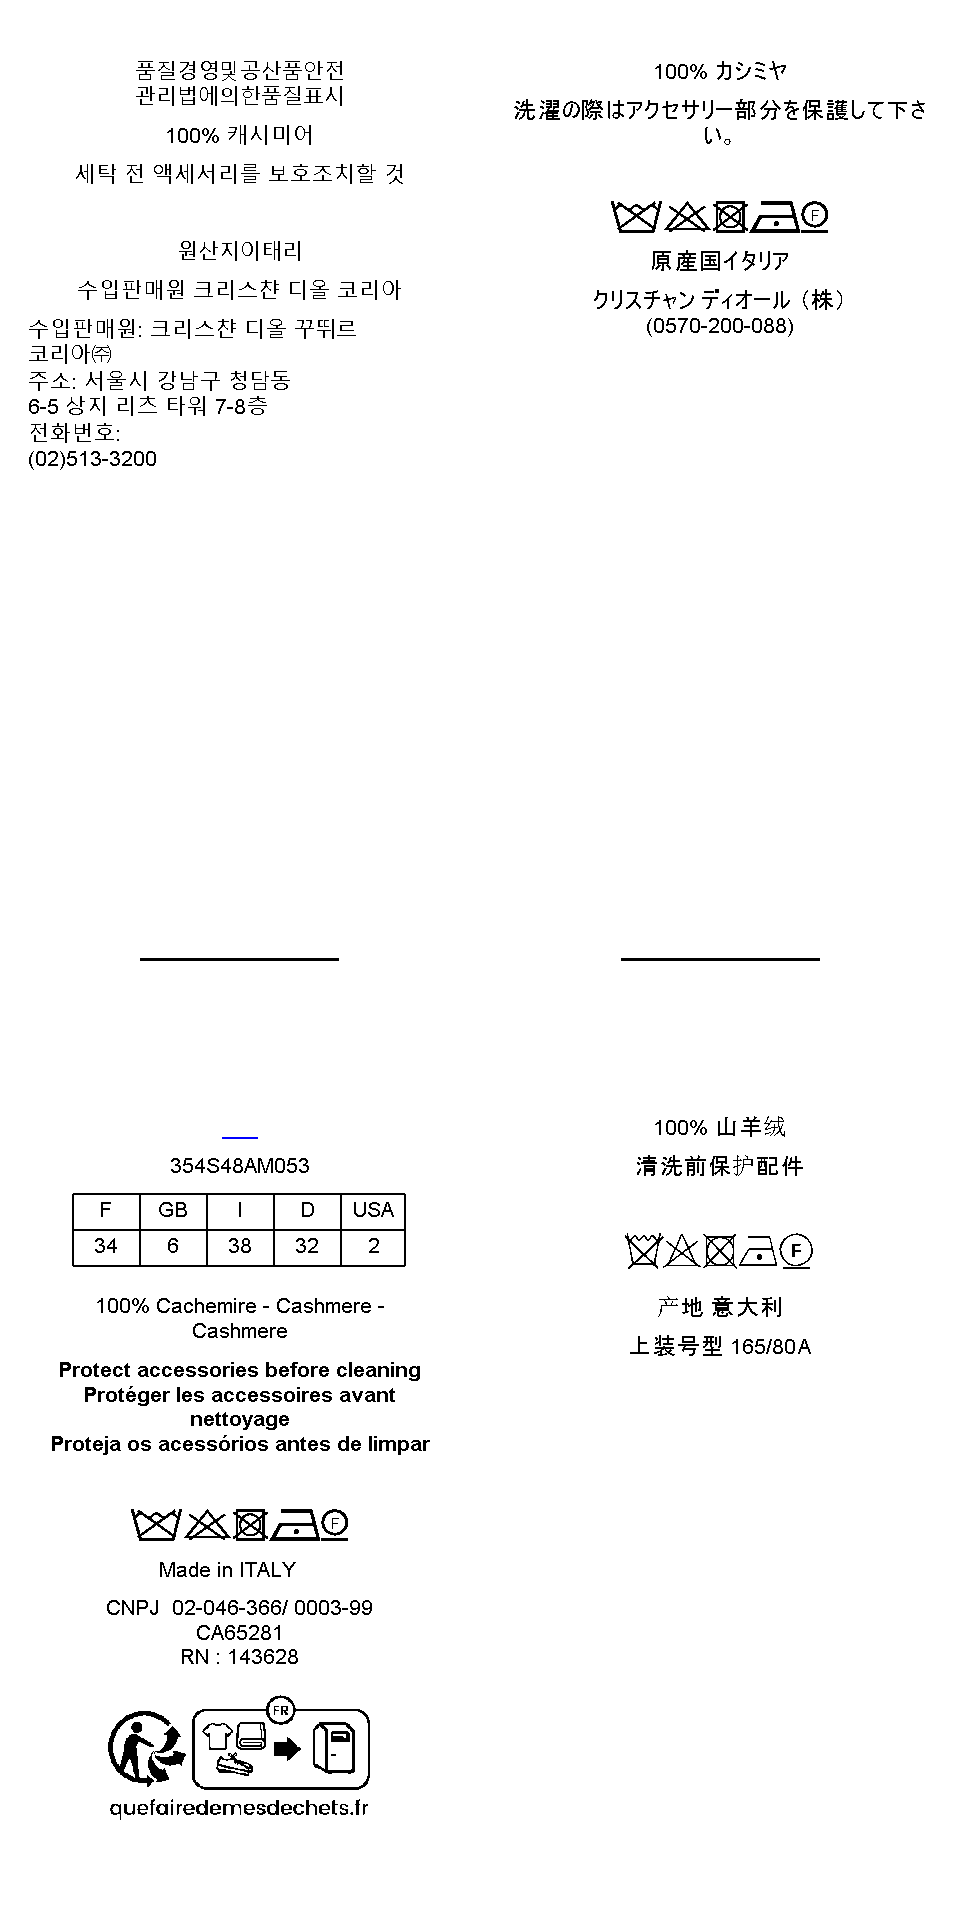 품질경영및공산품안전
관리법에의한품질표시
100% 캐시미어
세탁 전 액세서리를 보호조치할 것
원산지이태리
수입판매원 크리스챤 디올 코리아
수입판매원: 크리스챤 디올 꾸뛰르
코리아㈜
주소: 서울시 강남구 청담동
6-5 상지 리츠 타워 7-8층
전화번호:
(02)513-3200
100% カシミヤ
洗濯の際はアクセサリー部分を保護して下さ
い。
F
原産国イタリア
クリスチャン ディオール（株）
(0570-200-088)
354S48AM053
F GB I D USA
34 6 38 32 2
100% Cachemire - Cashmere -
Cashmere
Protect accessories before cleaning
Protéger les accessoires avant
nettoyage
Proteja os acessórios antes de limpar
F
Made in ITALY
CNPJ 02-046-366/ 0003-99
CA65281
RN : 143628
FR
quefairedemesdechets.fr
100% 山羊绒
清洗前保护配件
F
产地 意大利
上装号型 165/80A